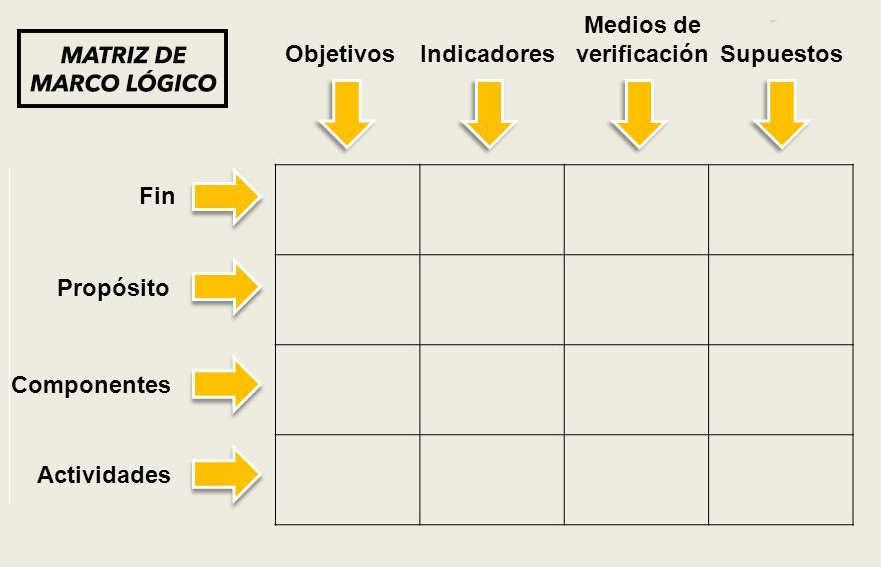 MATRIZ DE
MARCO LÓGICO
Objetivos
Indicadores
Medios de
verificación
Supuestos
Fin
Propósito
Componentes
Actividades